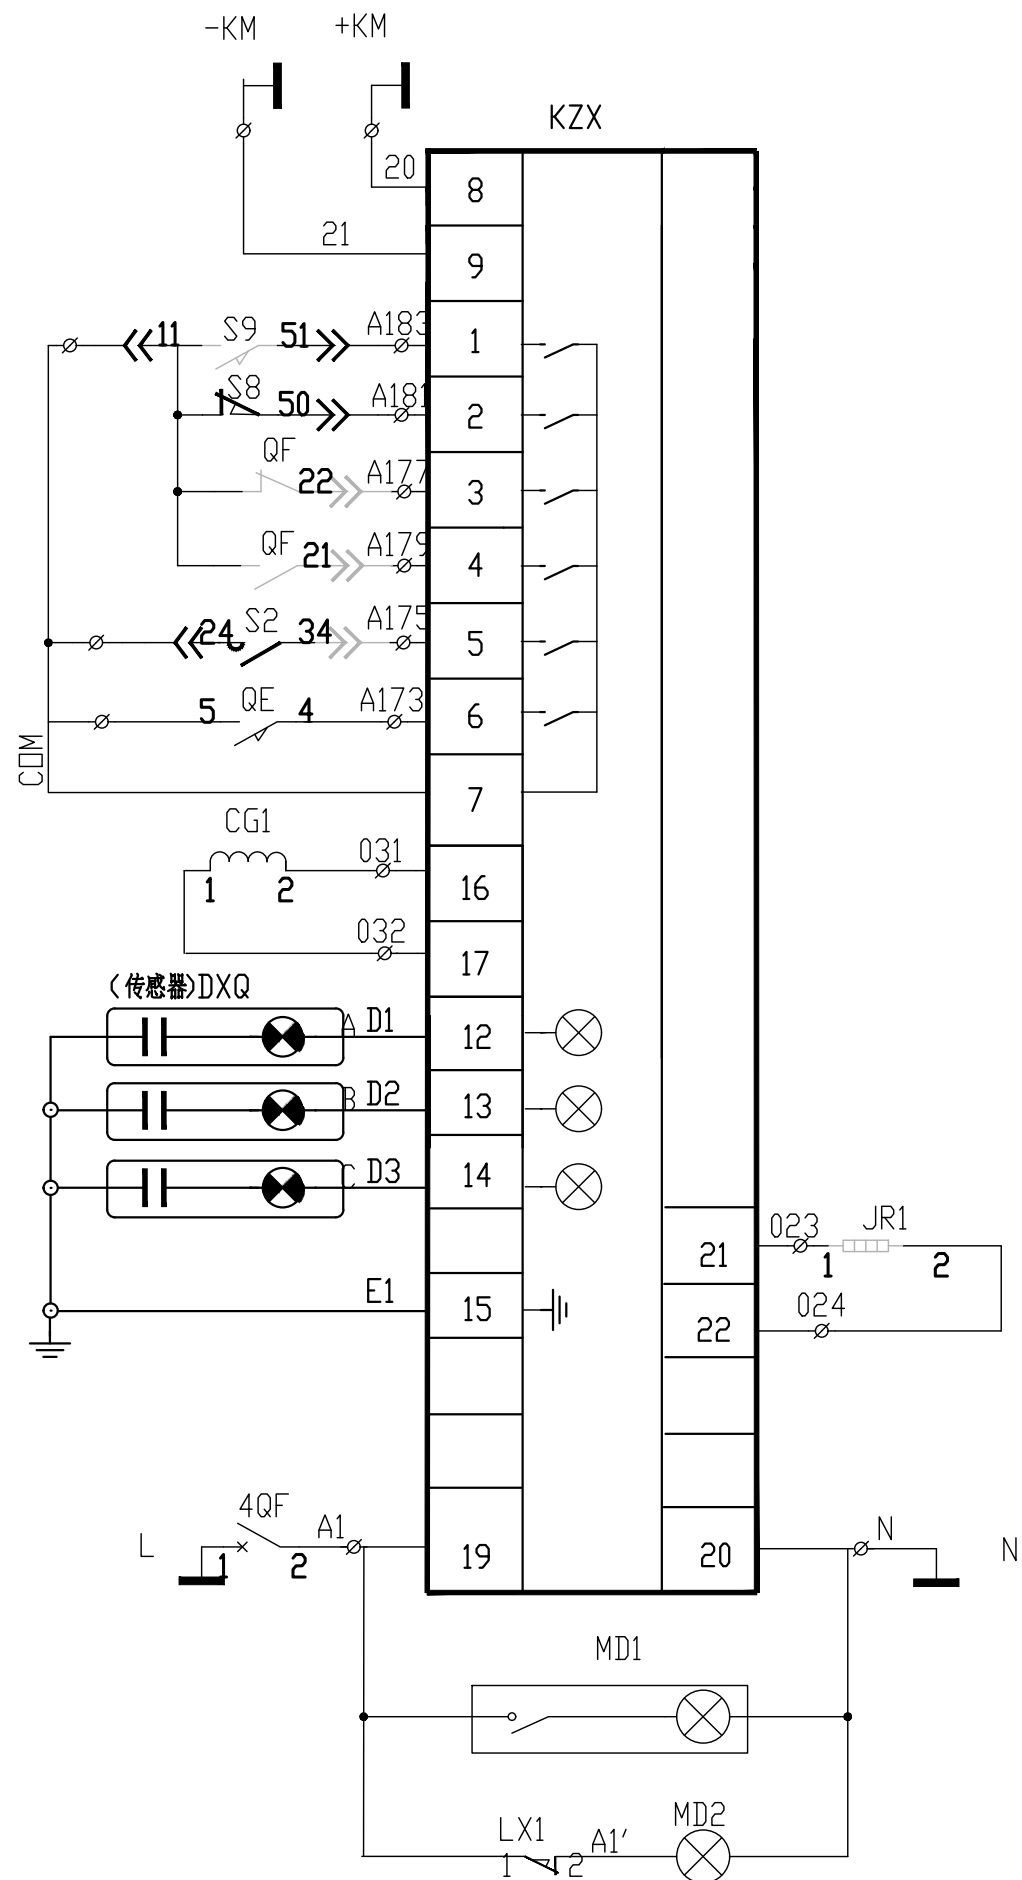 -KM +KM
KZX
20 8
21 9
11 S9 51 A183 1
S8 50 A181 2
QF 22 A177 3
QF 21 A179 4
24 S2 34 A175 5
5 QE 4 A173 6
COM
7
CG1
1 2 031 16
032 17
(传感器)DXQ
A D1 12
B D2 13
C D3 14
21 023 1 JR1 2
E1 15
22 024
L 1 4QF 2 A1 19
20 N N
MD1
LX1 1 2 A1' MD2